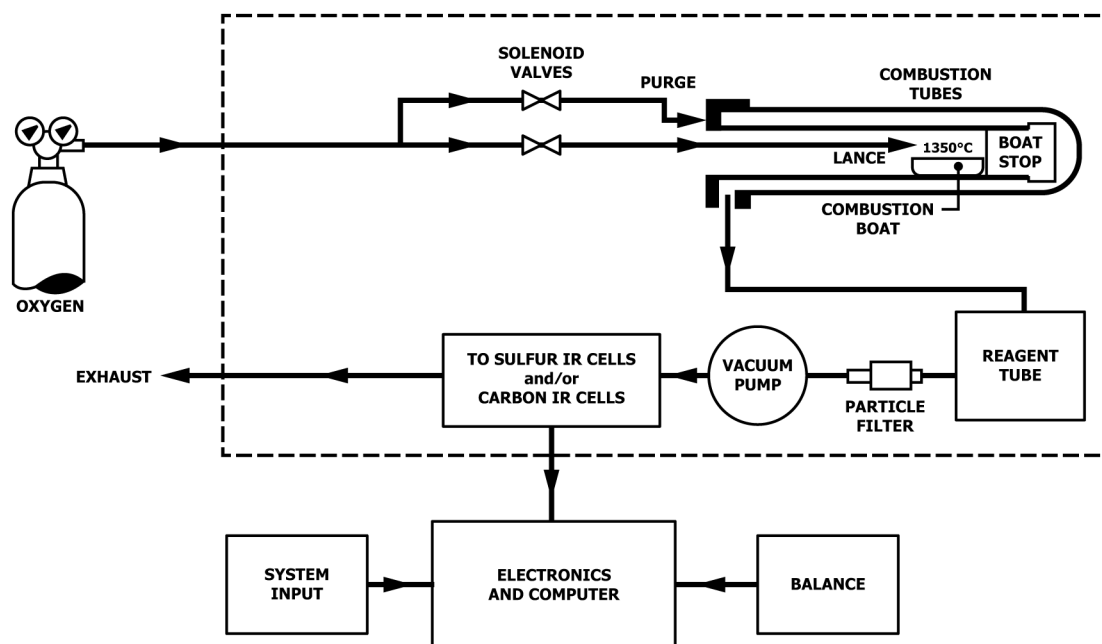 SOLENOID
VALVES
PURGE
COMBUSTION
TUBES
LANCE
1350°C
BOAT
STOP
COMBUSTION
BOAT
OXYGEN
EXHAUST
TO SULFUR IR CELLS
and/or
CARBON IR CELLS
VACUUM
PUMP
PARTICLE
FILTER
REAGENT
TUBE
SYSTEM
INPUT
ELECTRONICS
AND COMPUTER
BALANCE